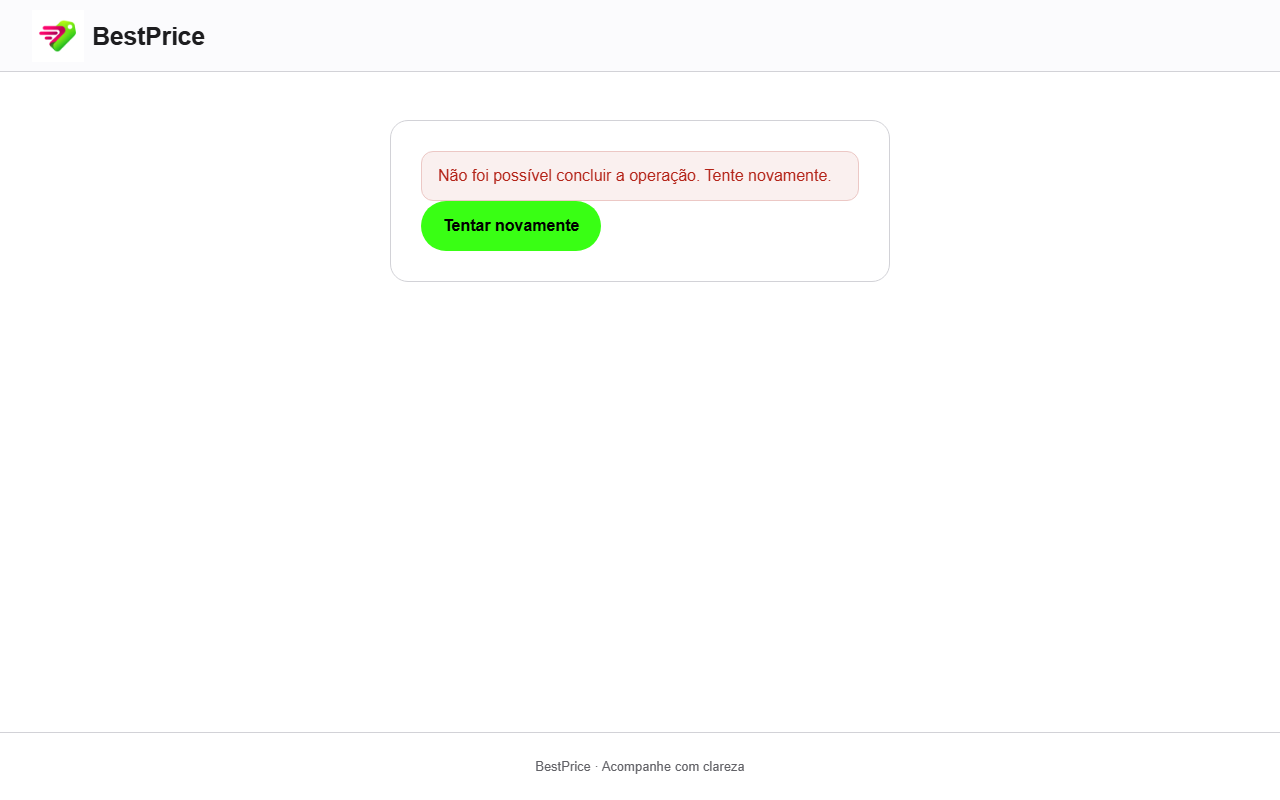 BestPrice
Não foi possível concluir a operação. Tente novamente.
Tentar novamente
BestPrice · Acompanhe com clareza